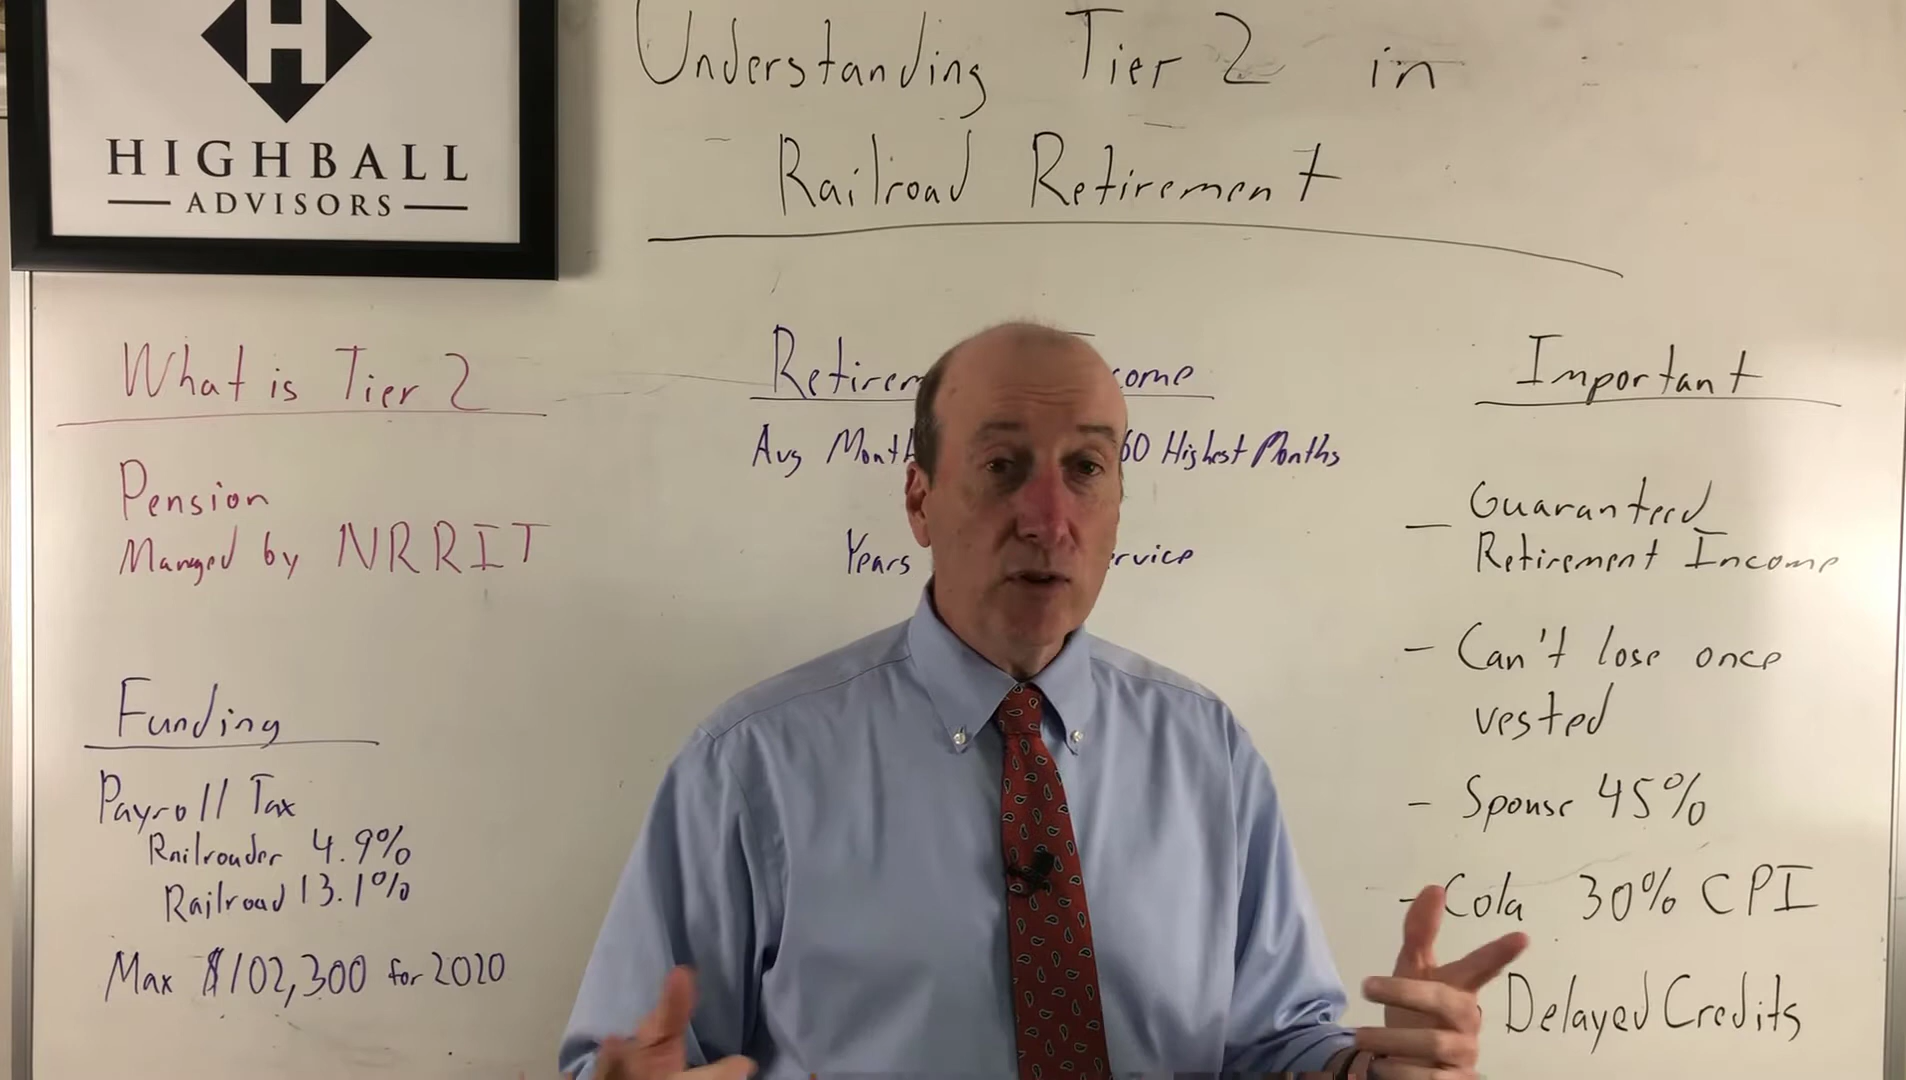 H
HIGHBALL
ADVISORS
Understanding Tier 2 in
Railroad Retirement
What is Tier 2
Pension
Managed by NRRIT
Funding
Payroll Tax
Railroader 4.9%
Railroad 13.1%
Max $102,300 for 2020
Avg 60 Highest Months
Years
Important
- Guaranteed
Retirement Income
- Can't lose once
vested
- Spouse 45%
- Cola 30% CPI
Delayed Credits